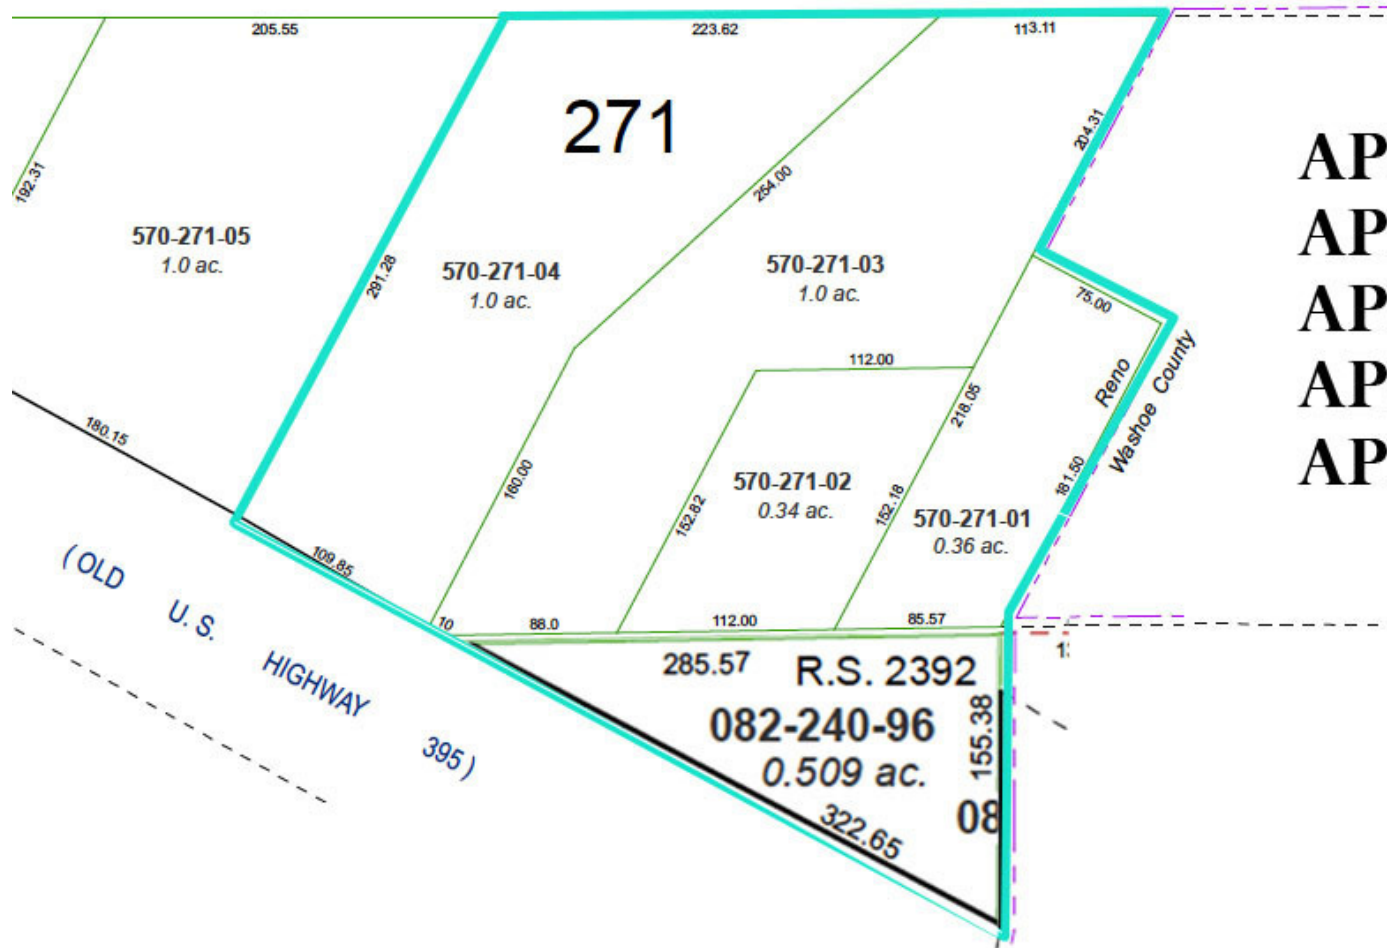 205.55
223.62
113.11
271
204.31
AP
192.31
254.00
570-271-05
1.0 ac.
291.28
570-271-04
1.0 ac.
570-271-03
1.0 ac.
AP
75.00
AP
Reno
Washoe County
112.00
218.05
AP
180.15
160.00
152.82
570-271-02
0.34 ac.
152.18
181.50
AP
570-271-01
0.36 ac.
109.85
( OLD U. S. HIGHWAY 395 )
10
88.0
112.00
85.57
285.57
R.S. 2392
082-240-96
0.509 ac.
155.38
08
322.65